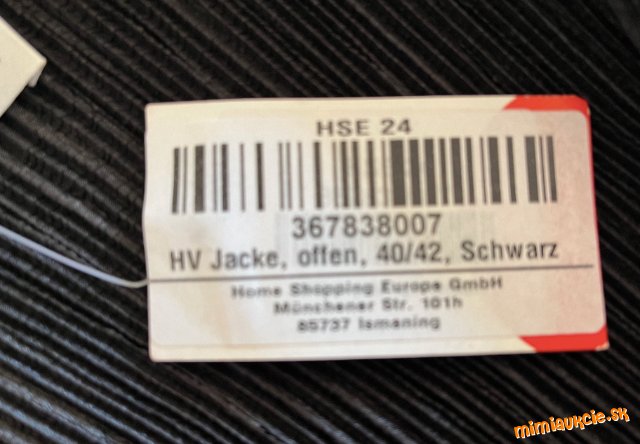 HSE 24
367838007
HV Jacke, offen, 40/42, Schwarz
Home Shopping Europe GmbH
Münchener Str. 101h
85737 Ismaning
mimiaukcie.sk